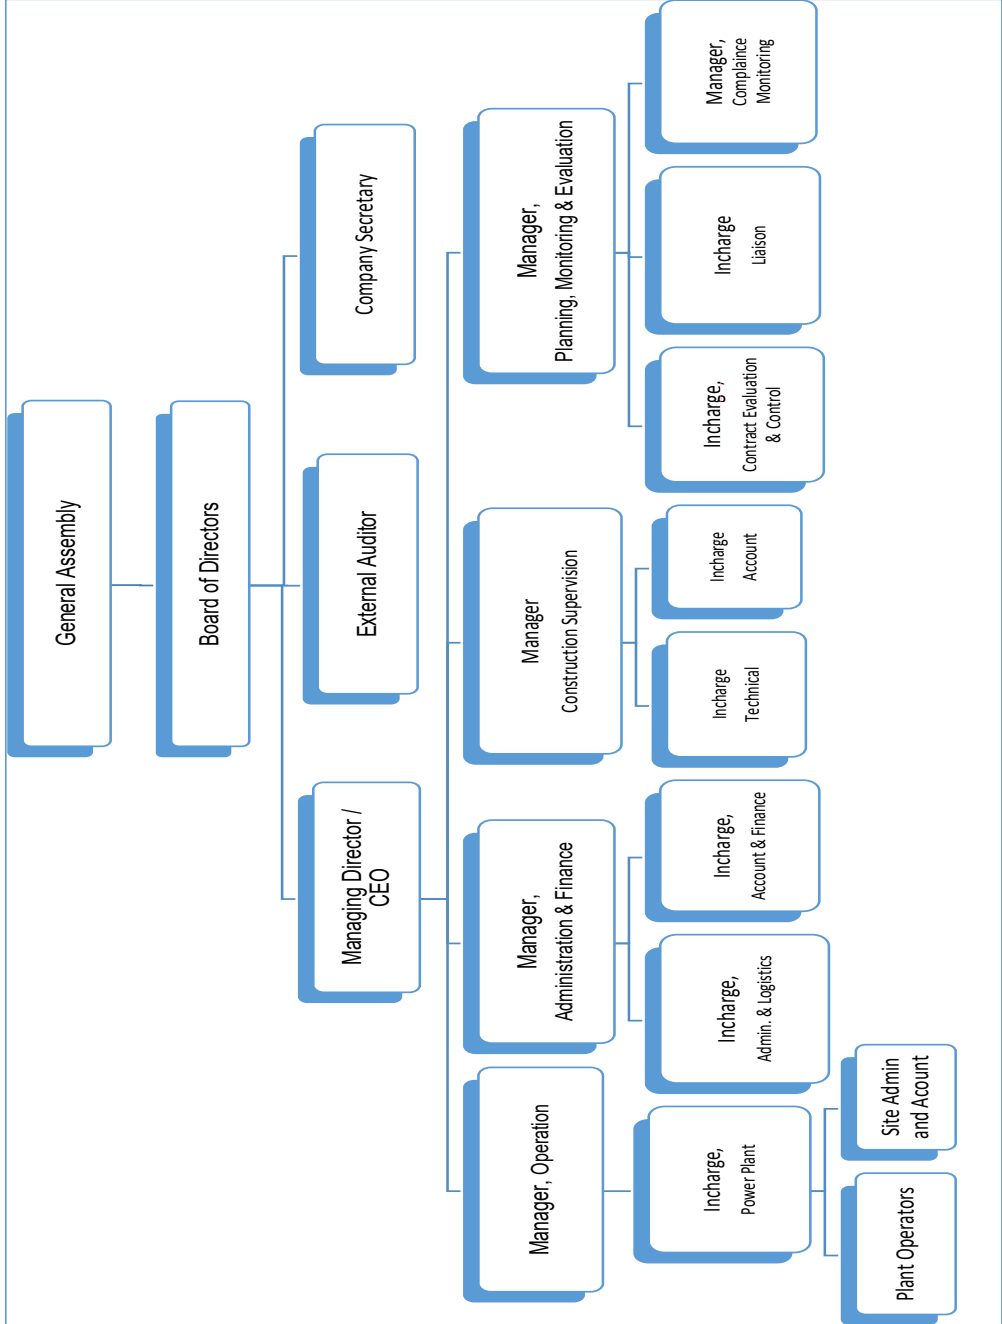 General Assembly
Board of Directors
Managing Director /
CEO
External Auditor
Company Secretary
Manager, Operation
Manager,
Administration & Finance
Manager
Construction Supervision
Manager,
Planning, Monitoring & Evaluation
Incharge,
Power Plant
Incharge,
Admin. & Logistics
Incharge,
Account & Finance
Incharge
Technical
Incharge
Account
Incharge,
Contract Evaluation
& Control
Incharge
Liaison
Manager,
Complaince
Monitoring
Plant Operators
Site Admin
and Acount